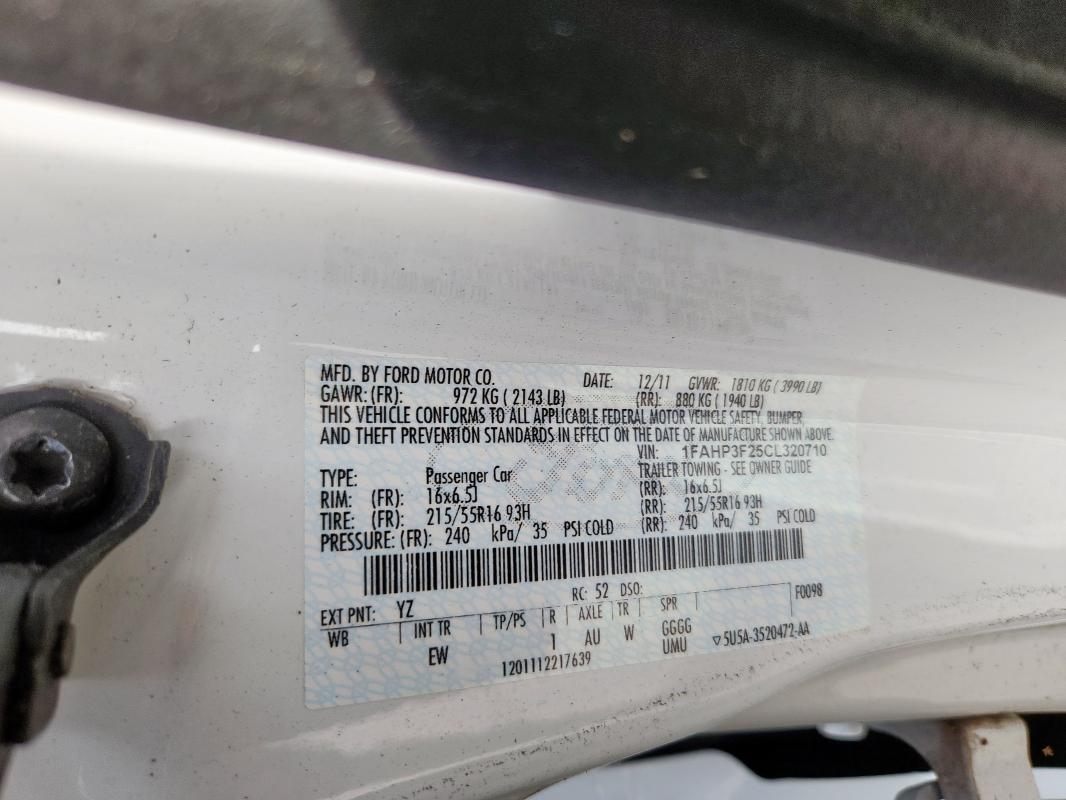 MFD. BY FORD MOTOR CO. DATE: 12/11 GVWR: 1810 KG ( 3990 LB)
GAWR: (FR): 972 KG ( 2143 LB) (RR): 880 KG ( 1940 LB)
THIS VEHICLE CONFORMS TO ALL APPLICABLE FEDERAL MOTOR VEHICLE SAFETY, BUMPER,
AND THEFT PREVENTION STANDARDS IN EFFECT ON THE DATE OF MANUFACTURE SHOWN ABOVE.
VIN: 1FAHP3F25CL320710
TYPE: Passenger Car TRAILER TOWING - SEE OWNER GUIDE
RIM: (FR): 16x6.5J (RR): 16x6.5J
TIRE: (FR): 215/55R16 93H (RR): 215/55R16 93H
PRESSURE: (FR): 240 kPa/ 35 PSI COLD (RR): 240 kPa/ 35 PSI COLD
EXT PNT: YZ RC: 52 DSO: F0098
WB INT TR TP/PS R AXLE TR SPR
EW 1 AU W GGGG
UMU
1201112217639 ▽5U5A-3520472-AA